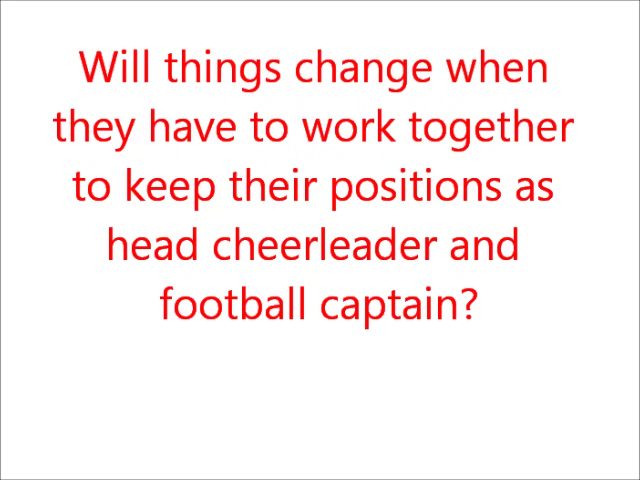 Will things change when
they have to work together
to keep their positions as
head cheerleader and
football captain?